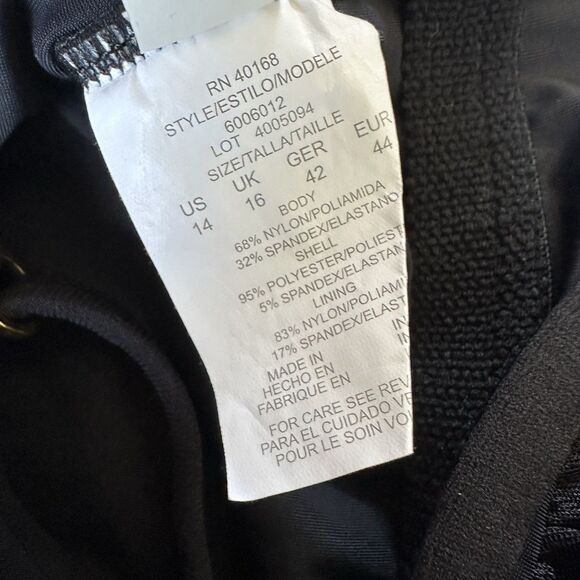 RN 40168
STYLE/ESTILO/MODELE
6006012
LOT 4005094
SIZE/TALLA/TAILLE
US UK GER EUR
14 16 42 44
BODY
68% NYLON/POLIAMIDA
32% SPANDEX/ELASTANO
SHELL
95% POLYESTER/POLIEST
5% SPANDEX/ELASTAN
LINING
83% NYLON/POLIAMI
17% SPANDEX/ELAST
MADE IN IN
HECHO EN IN
FABRIQUE EN
FOR CARE SEE REV
PARA EL CUIDADO VE
POUR LE SOIN VO